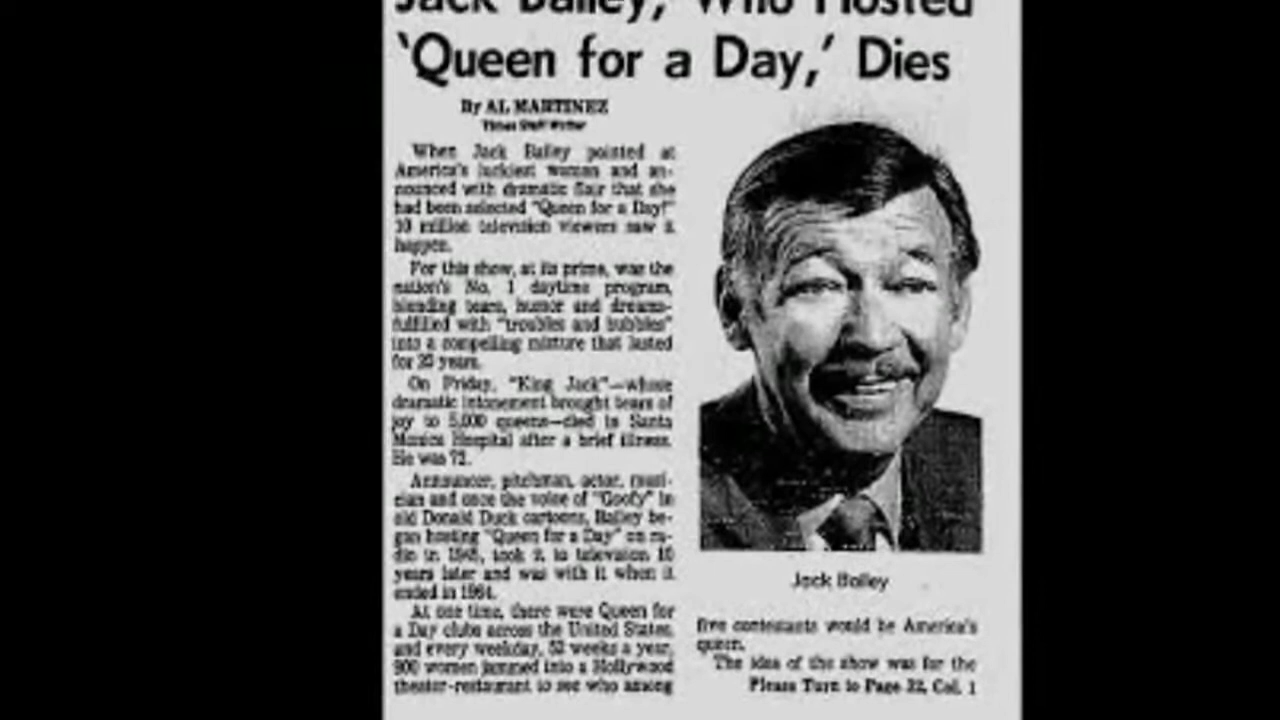 Jack Bailey, Who Hosted
'Queen for a Day,' Dies
By AL MARTINEZ
Times Staff Writer
When Jack Bailey pointed at
America's luckiest woman and an-
nounced with dramatic flair that she
had been selected "Queen for a Day!"
10 million television viewers saw it
happen.
For this show, at its prime, was the
nation's No. 1 daytime program,
blending tears, humor and dreams-
fulfilled with "troubles and bubbles"
into a compelling mixture that lasted
for 20 years.
On Friday, "King Jack"—whose
dramatic intonement brought tears of
joy to 5,000 queens—died in Santa
Monica Hospital after a brief illness.
He was 72.
Announcer, pitchman, actor, musi-
cian and once the voice of "Goofy" in
old Donald Duck cartoons, Bailey be-
gan hosting "Queen for a Day" on ra-
dio in 1945, took it to television 10
years later and was with it when it
ended in 1964.
At one time, there were Queen for
a Day clubs across the United States,
and every weekday, 52 weeks a year,
900 women jammed into a Hollywood
theater-restaurant to see who among
Jack Bailey
five contestants would be America's
queen.
The idea of the show was for the
Please Turn to Page 32, Col. 1